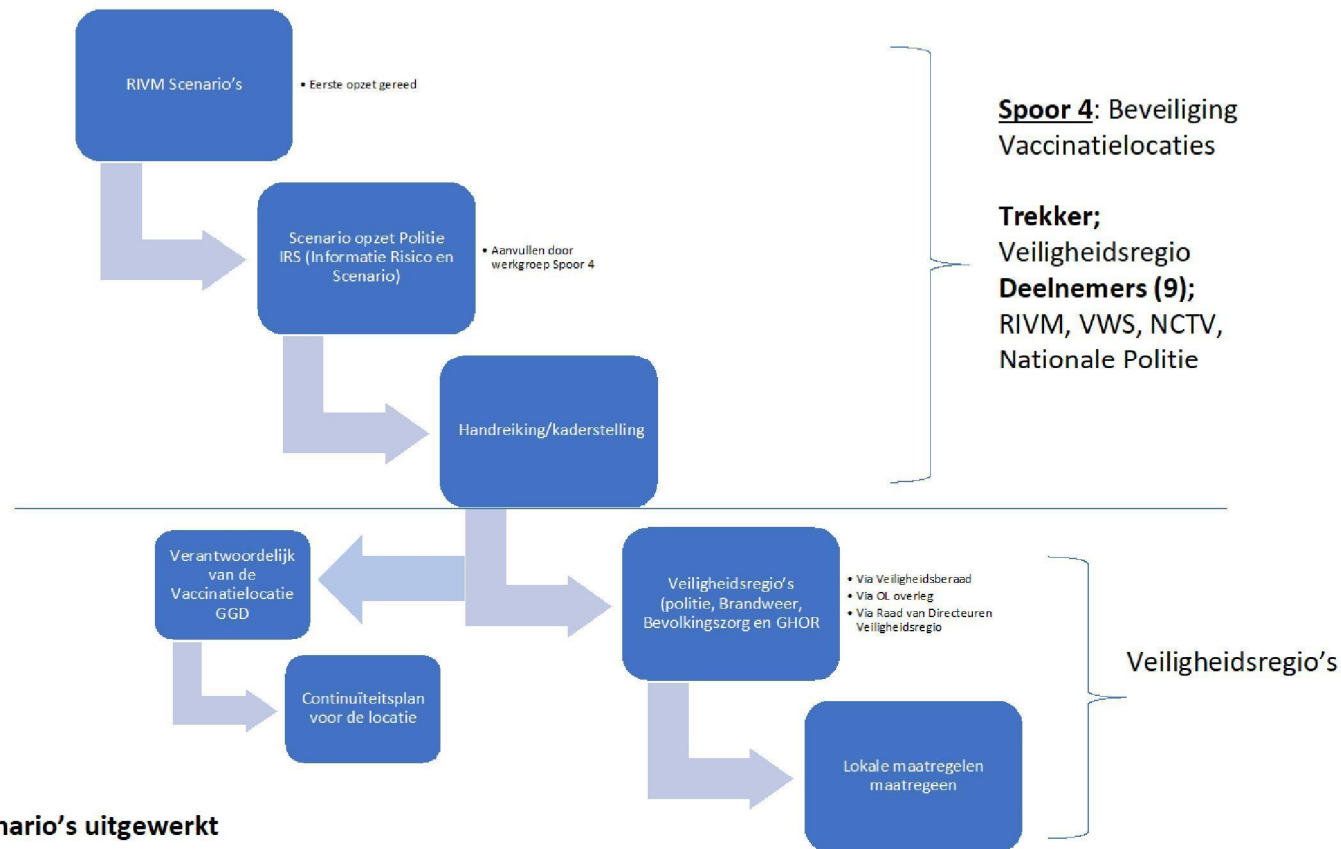 RIVM Scenario's
• Eerste opzet gereed
Scenario opzet Politie
IRS (Informatie Risico en
Scenario)
• Aanvullen door
werkgroep Spoor 4
Handreiking/kaderstelling
Spoor 4: Beveiliging
Vaccinatielocaties
Trekker;
Veiligheidsregio
Deelnemers (9);
RIVM, VWS, NCTV,
Nationale Politie
Verantwoordelijk
van de
Vaccinatielocatie
GGD
Continuïteitsplan
voor de locatie
Veiligheidsregio's
(politie, Brandweer,
Bevolkingszorg en GHOR
• Via Veiligheidsberaad
• Via OL overleg
• Via Raad van Directeuren
Veiligheidsregio
Lokale maatregelen
maatregeen
Veiligheidsregio's
nario's uitgewerkt